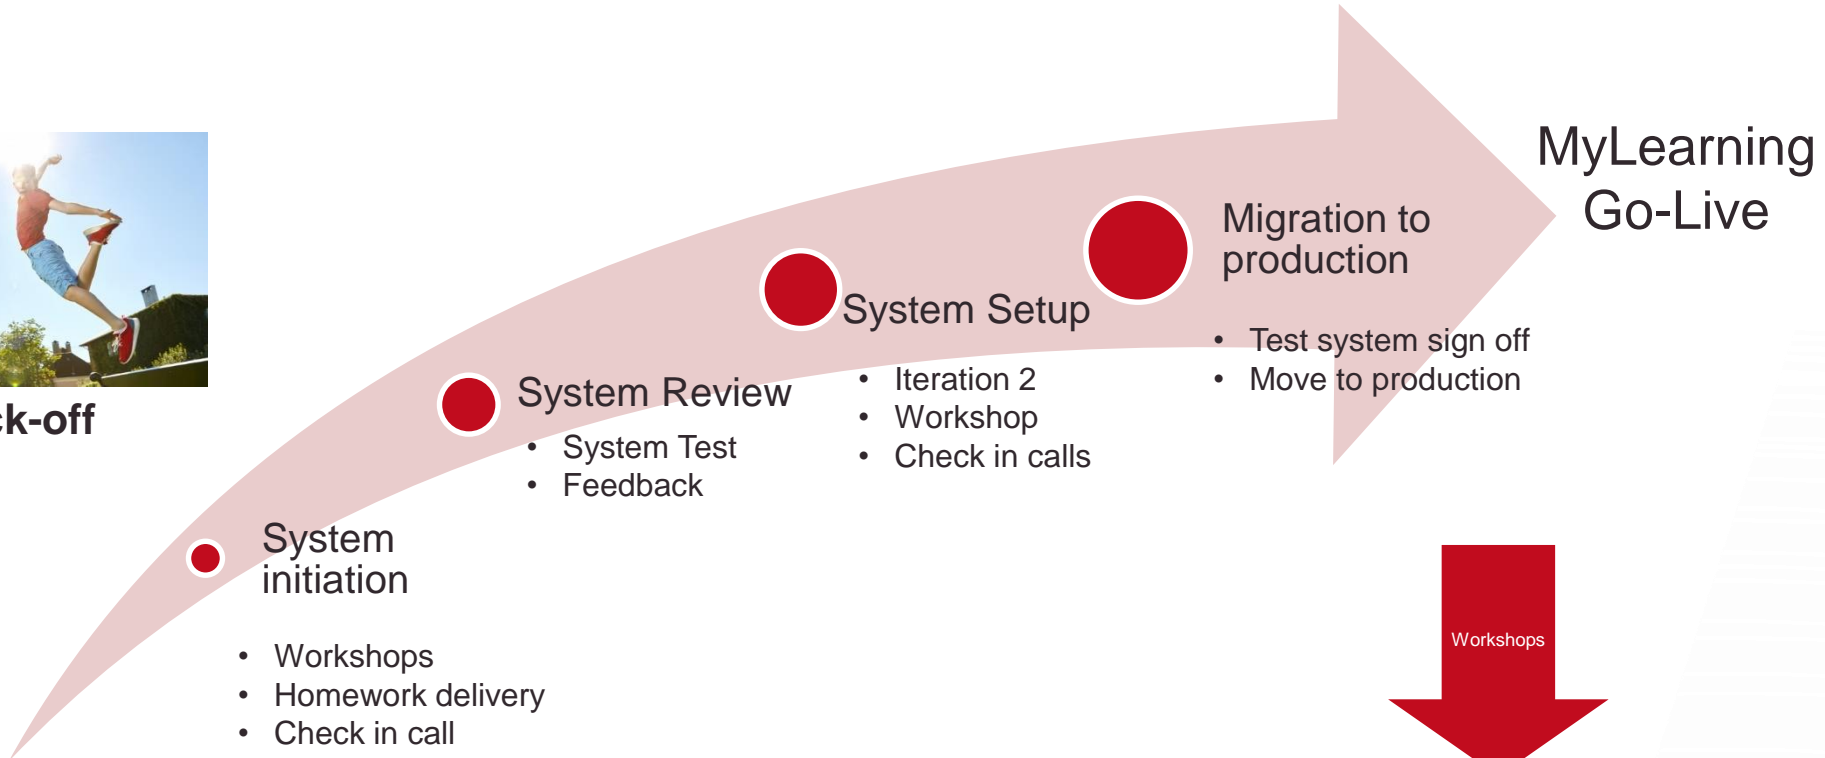 MyLearning
Go-Live
Migration to
production
• Test system sign off
• Move to production
System Setup
• Iteration 2
• Workshop
• Check in calls
System Review
• System Test
• Feedback
ck-off
System
initiation
• Workshops
• Homework delivery
• Check in call
Workshops